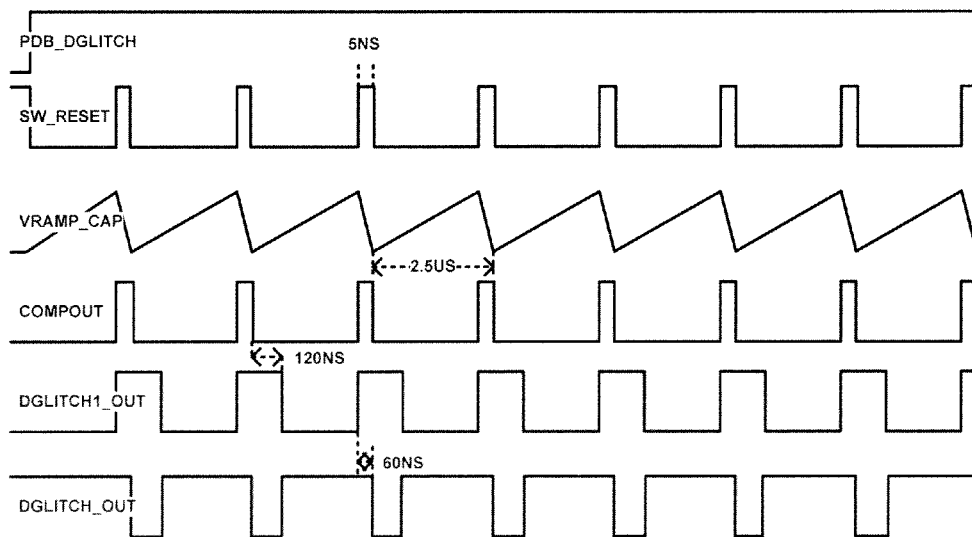 PDB_DGLITCH
5NS
SW_RESET
VRAMP_CAP
2.5US
COMPOUT
120NS
DGLITCH1_OUT
60NS
DGLITCH_OUT